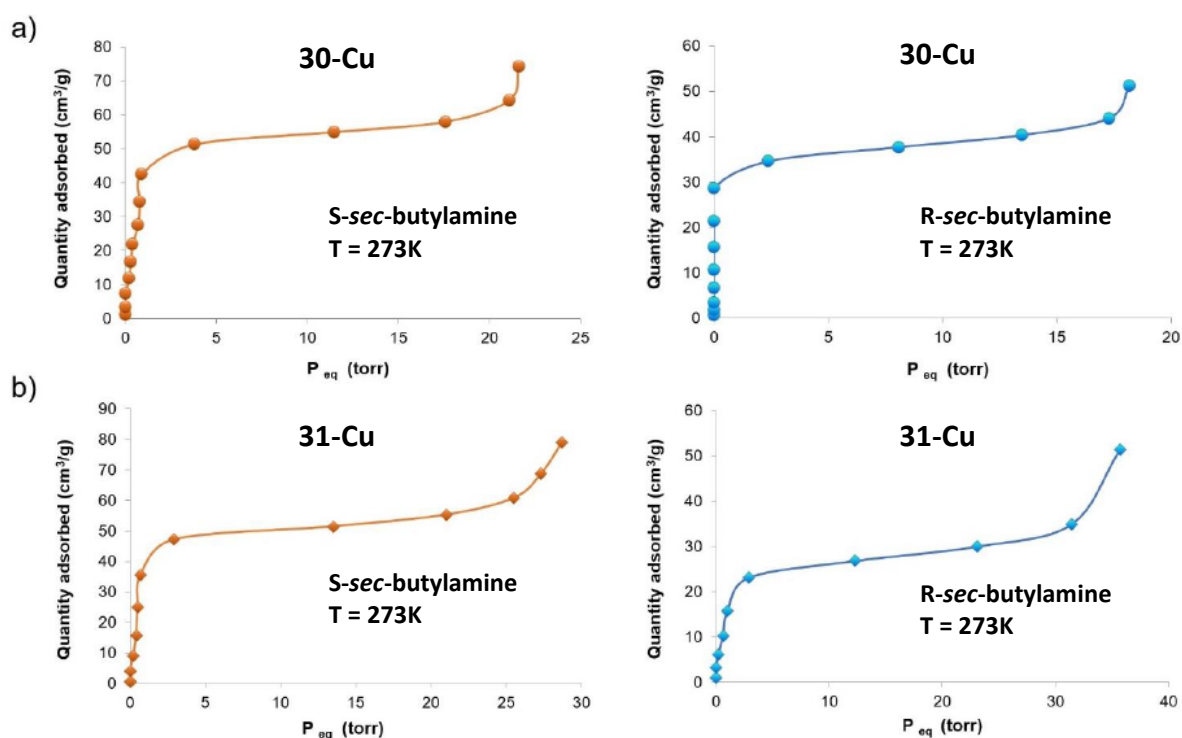 a)
30-Cu
Quantity adsorbed (cm³/g)
80
70
60
50
40
30
20
10
0
S-sec-butylamine
T = 273K
0 5 10 15 20 25
P eq (torr)
30-Cu
Quantity adsorbed (cm³/g)
60
50
40
30
20
10
0
R-sec-butylamine
T = 273K
0 5 10 15 20
P eq (torr)
b)
31-Cu
Quantity adsorbed (cm³/g)
90
80
70
60
50
40
30
20
10
0
S-sec-butylamine
T = 273K
0 5 10 15 20 25 30
P eq (torr)
31-Cu
Quantity adsorbed (cm³/g)
60
50
40
30
20
10
0
R-sec-butylamine
T = 273K
0 10 20 30 40
P eq (torr)